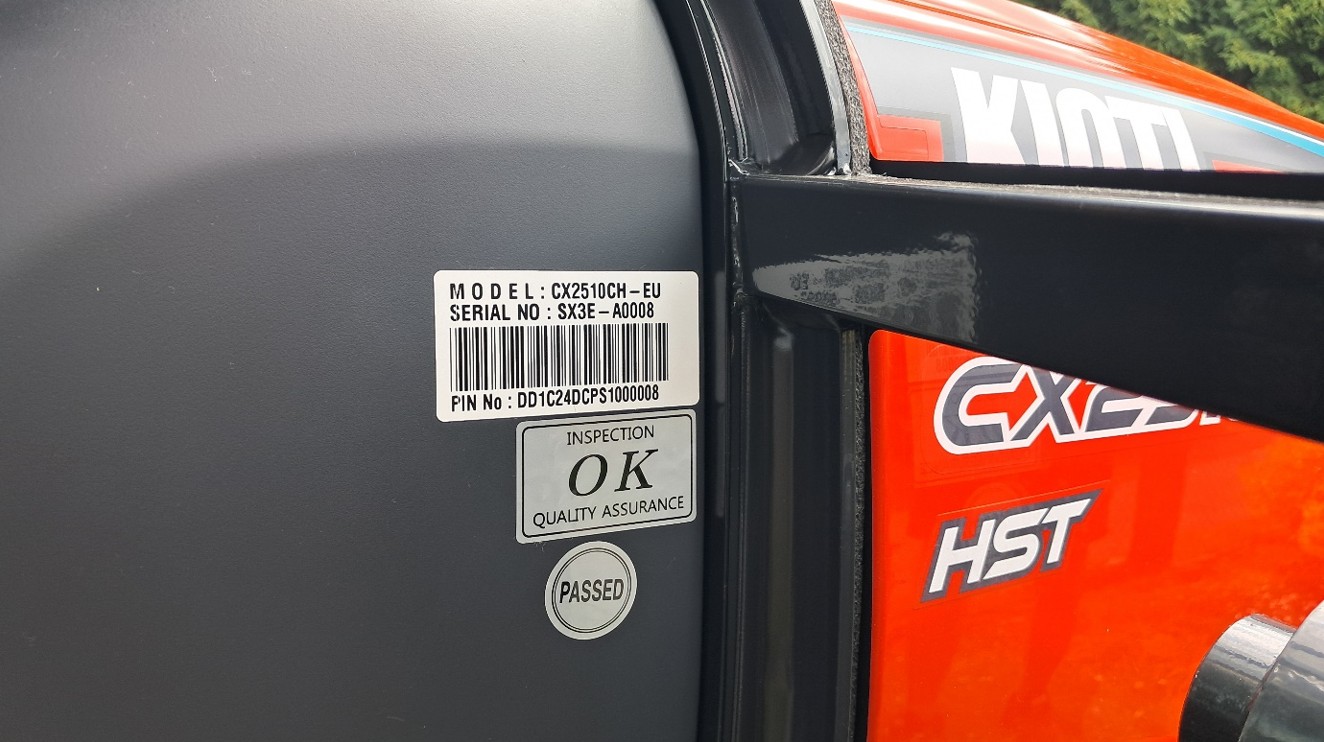 MODEL: CX2510CH-EU
SERIAL NO : SX3E-A0008
PIN No : DD1C24DCPS1000008
INSPECTION
OK
QUALITY ASSURANCE
PASSED
KIOTI
HST